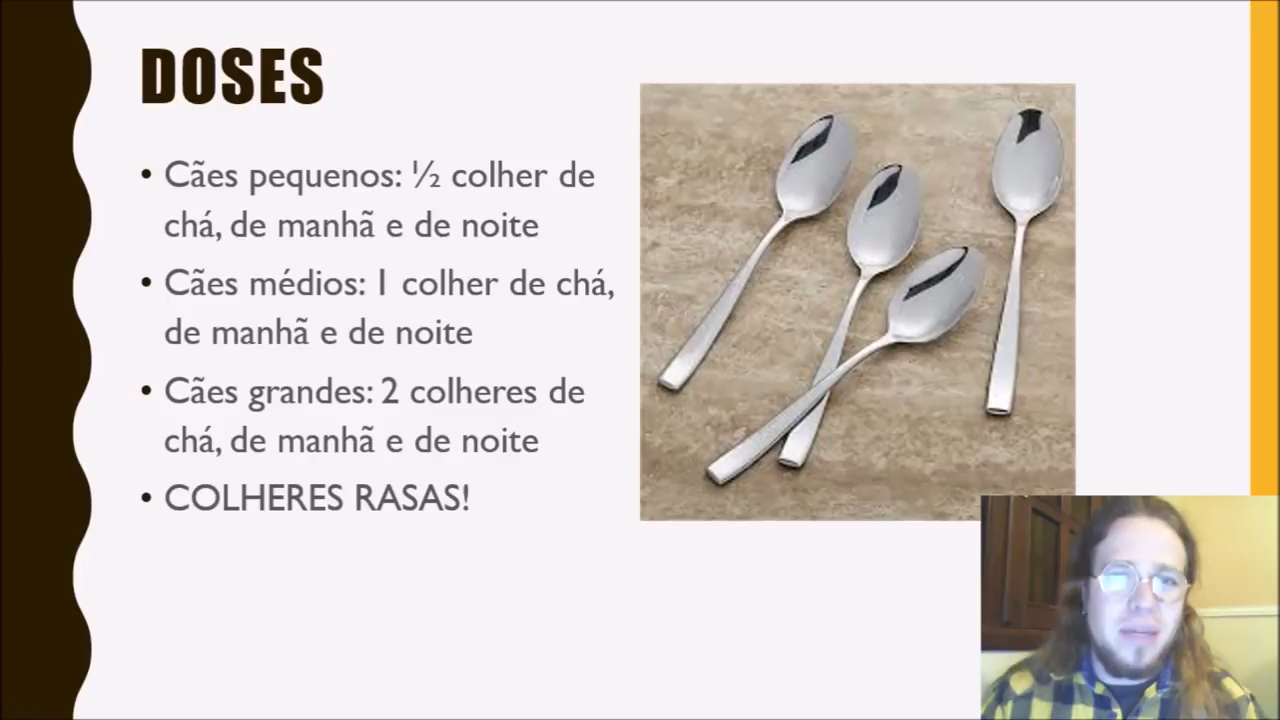 DOSES
• Cães pequenos: ½ colher de
chá, de manhã e de noite
• Cães médios: 1 colher de chá,
de manhã e de noite
• Cães grandes: 2 colheres de
chá, de manhã e de noite
• COLHERES RASAS!